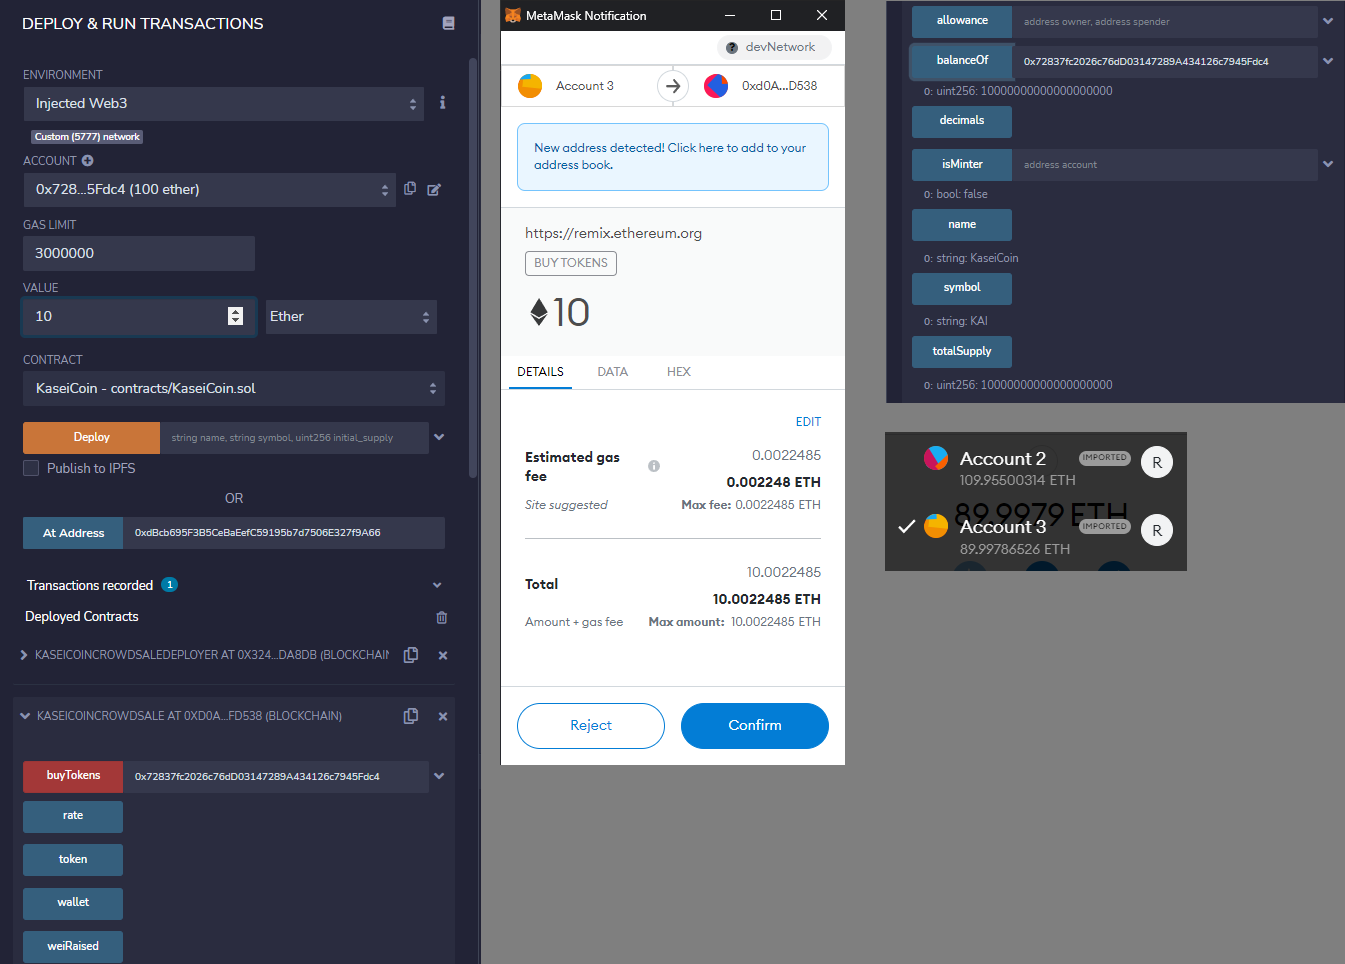 DEPLOY & RUN TRANSACTIONS
ENVIRONMENT
Injected Web3
Custom (5777) network
ACCOUNT
0x728...5Fdc4 (100 ether)
GAS LIMIT
3000000
VALUE
10
Ether
CONTRACT
KaseiCoin - contracts/KaseiCoin.sol
Deploy
string name, string symbol, uint256 initial_supply
Publish to IPFS
OR
At Address
0xdBcb695F3B5CeBaEefC59195b7d7506E327f9A66
Transactions recorded 1
Deployed Contracts
KASEICOINCROWDSALEDEPLOYER AT 0X324...DA8DB (BLOCKCHAIN
KASEICOINCROWDSALE AT 0XD0A...FD538 (BLOCKCHAIN)
buyTokens
0x72837fc2026c76dD03147289A434126c7945Fdc4
rate
token
wallet
weiRaised
MetaMask Notification
devNetwork
Account 3
0xd0A...D538
New address detected! Click here to add to your
address book.
https://remix.ethereum.org
BUY TOKENS
10
DETAILS
DATA
HEX
EDIT
Estimated gas
fee
0.0022485
0.002248 ETH
Site suggested
Max fee: 0.0022485 ETH
10.0022485
Total
10.0022485 ETH
Amount + gas fee
Max amount: 10.0022485 ETH
Reject
Confirm
allowance
address owner, address spender
balanceOf
0x72837fc2026c76dD03147289A434126c7945Fdc4
0: uint256: 10000000000000000000
decimals
isMinter
address account
0: bool: false
name
0: string: KaseiCoin
symbol
0: string: KAI
totalSupply
0: uint256: 10000000000000000000
Account 2
IMPORTED
R
109.95500314 ETH
89.9979 ETH
Account 3
IMPORTED
R
89.99786526 ETH